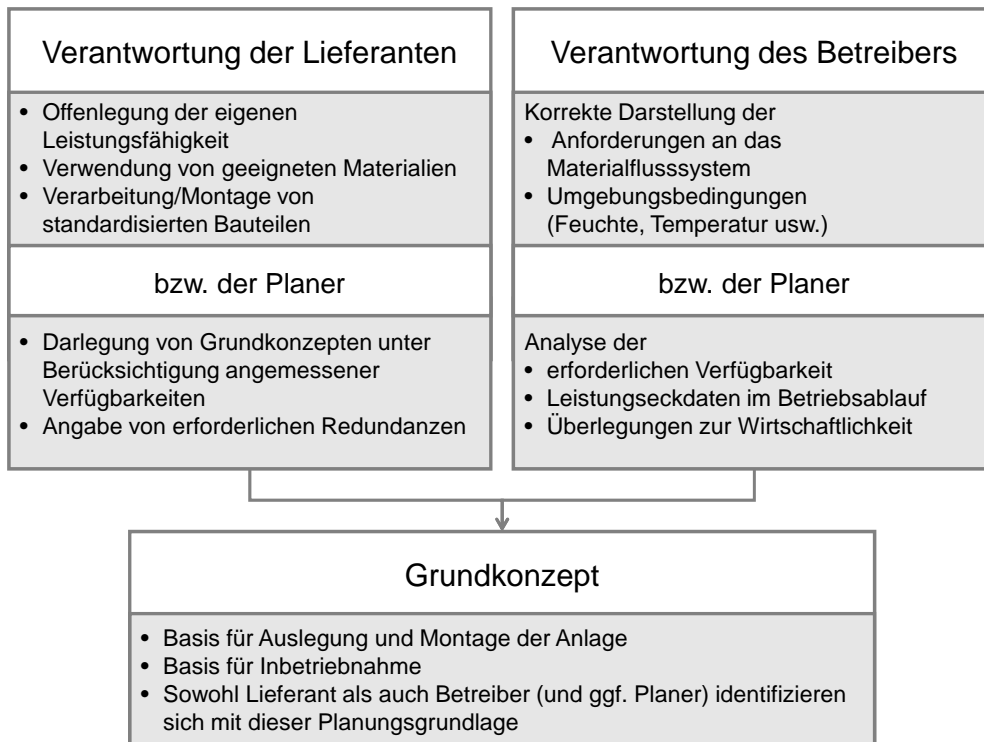 Verantwortung der Lieferanten
• Offenlegung der eigenen
Leistungsfähigkeit
• Verwendung von geeigneten Materialien
• Verarbeitung/Montage von
standardisierten Bauteilen
bzw. der Planer
• Darlegung von Grundkonzepten unter
Berücksichtigung angemessener
Verfügbarkeiten
• Angabe von erforderlichen Redundanzen
Verantwortung des Betreibers
Korrekte Darstellung der
• Anforderungen an das
Materialflusssystem
• Umgebungsbedingungen
(Feuchte, Temperatur usw.)
bzw. der Planer
Analyse der
• erforderlichen Verfügbarkeit
• Leistungseckdaten im Betriebsablauf
• Überlegungen zur Wirtschaftlichkeit
Grundkonzept
• Basis für Auslegung und Montage der Anlage
• Basis für Inbetriebnahme
• Sowohl Lieferant als auch Betreiber (und ggf. Planer) identifizieren
sich mit dieser Planungsgrundlage